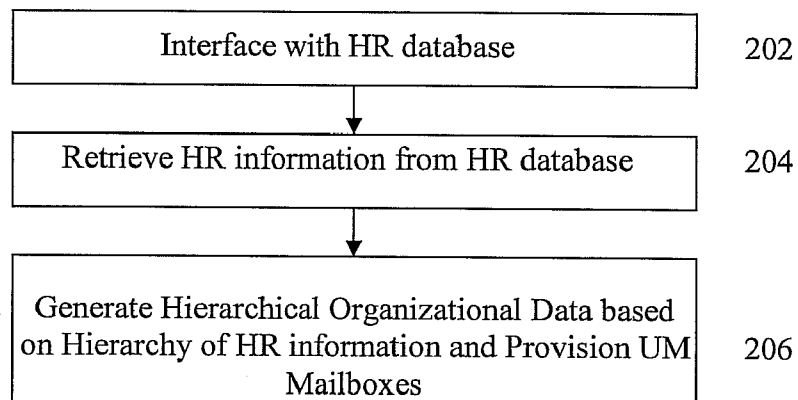 Interface with HR database 202
Retrieve HR information from HR database 204
Generate Hierarchical Organizational Data based
on Hierarchy of HR information and Provision UM 206
Mailboxes